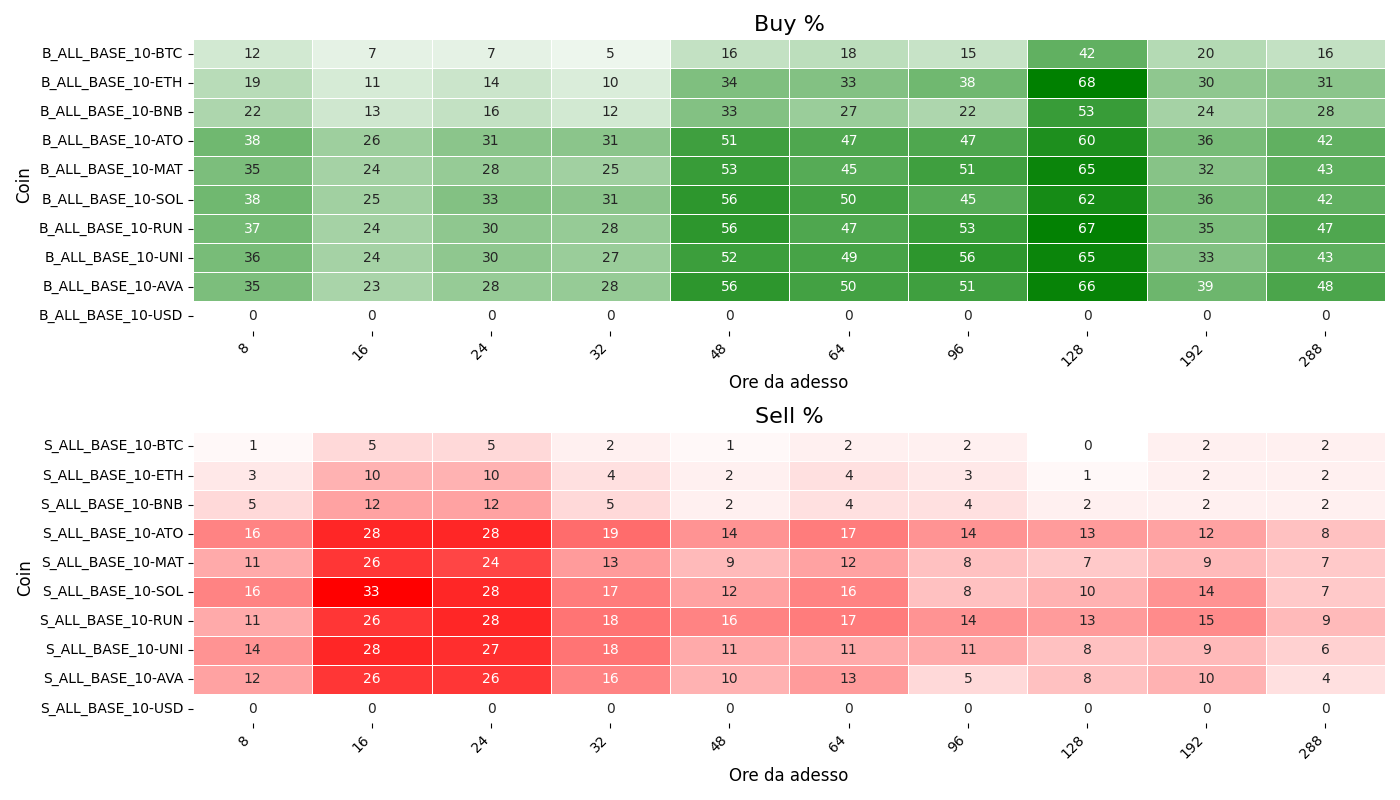 Buy %
B_ALL_BASE_10-BTC 12 7 7 5 16 18 15 42 20 16
B_ALL_BASE_10-ETH 19 11 14 10 34 33 38 68 30 31
B_ALL_BASE_10-BNB 22 13 16 12 33 27 22 53 24 28
B_ALL_BASE_10-ATO 38 26 31 31 51 47 47 60 36 42
B_ALL_BASE_10-MAT 35 24 28 25 53 45 51 65 32 43
B_ALL_BASE_10-SOL 38 25 33 31 56 50 45 62 36 42
B_ALL_BASE_10-RUN 37 24 30 28 56 47 53 67 35 47
B_ALL_BASE_10-UNI 36 24 30 27 52 49 56 65 33 43
B_ALL_BASE_10-AVA 35 23 28 28 56 50 51 66 39 48
B_ALL_BASE_10-USD 0 0 0 0 0 0 0 0 0 0
Coin
8 16 24 32 48 64 96 128 192 288
Ore da adesso
Sell %
S_ALL_BASE_10-BTC 1 5 5 2 1 2 2 0 2 2
S_ALL_BASE_10-ETH 3 10 10 4 2 4 3 1 2 2
S_ALL_BASE_10-BNB 5 12 12 5 2 4 4 2 2 2
S_ALL_BASE_10-ATO 16 28 28 19 14 17 14 13 12 8
S_ALL_BASE_10-MAT 11 26 24 13 9 12 8 7 9 7
S_ALL_BASE_10-SOL 16 33 28 17 12 16 8 10 14 7
S_ALL_BASE_10-RUN 11 26 28 18 16 17 14 13 15 9
S_ALL_BASE_10-UNI 14 28 27 18 11 11 11 8 9 6
S_ALL_BASE_10-AVA 12 26 26 16 10 13 5 8 10 4
S_ALL_BASE_10-USD 0 0 0 0 0 0 0 0 0 0
Coin
8 16 24 32 48 64 96 128 192 288
Ore da adesso